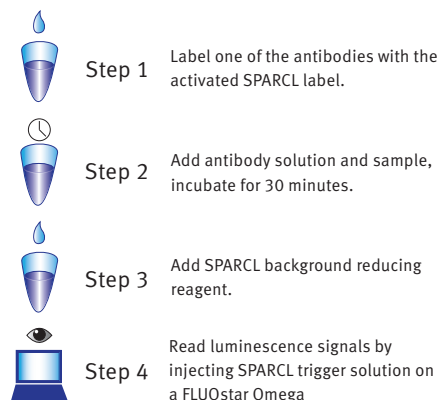 Step 1
Label one of the antibodies with the
activated SPARCL label.
Step 2
Add antibody solution and sample,
incubate for 30 minutes.
Step 3
Add SPARCL background reducing
reagent.
Step 4
Read luminescence signals by
injecting SPARCL trigger solution on
a FLUOstar Omega